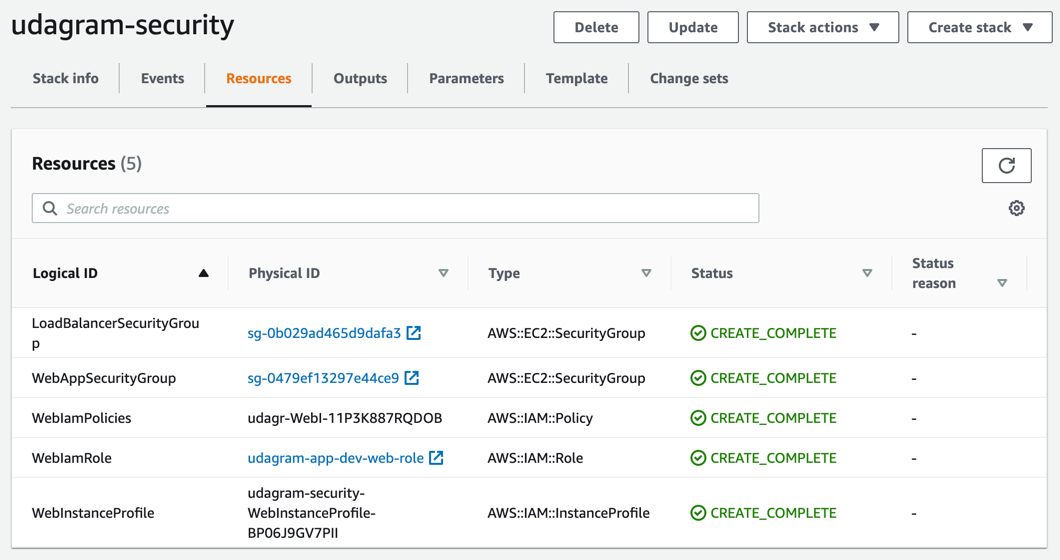 udagram-security
Delete
Update
Stack actions
Create stack
Stack info
Events
Resources
Outputs
Parameters
Template
Change sets
Resources (5)
Search resources
Logical ID
Physical ID
Type
Status
Status
reason
LoadBalancerSecurityGrou
p
sg-0b029ad465d9dafa3
AWS::EC2::SecurityGroup
CREATE_COMPLETE
-
WebAppSecurityGroup
sg-0479ef13297e44ce9
AWS::EC2::SecurityGroup
CREATE_COMPLETE
-
WebIamPolicies
udagr-WebI-11P3K887RQDOB
AWS::IAM::Policy
CREATE_COMPLETE
-
WebIamRole
udagram-app-dev-web-role
AWS::IAM::Role
CREATE_COMPLETE
-
WebInstanceProfile
udagram-security-
WebInstanceProfile-
BP06J9GV7PII
AWS::IAM::InstanceProfile
CREATE_COMPLETE
-